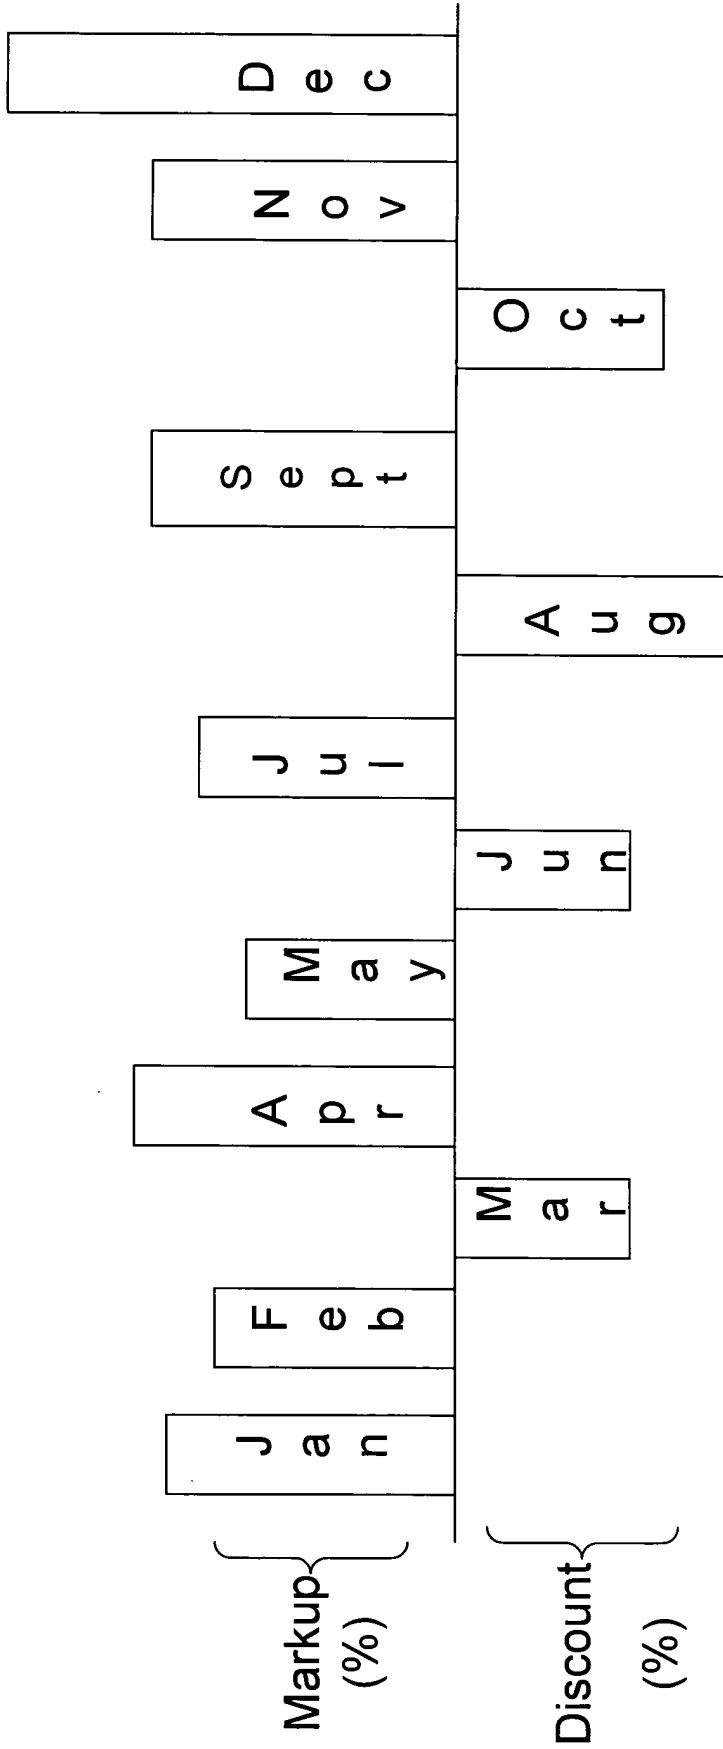 Markup
(%)
Discount
(%)
Jan
Feb
Mar
Apr
May
Jun
Jul
Aug
Sept
Oct
Nov
Dec